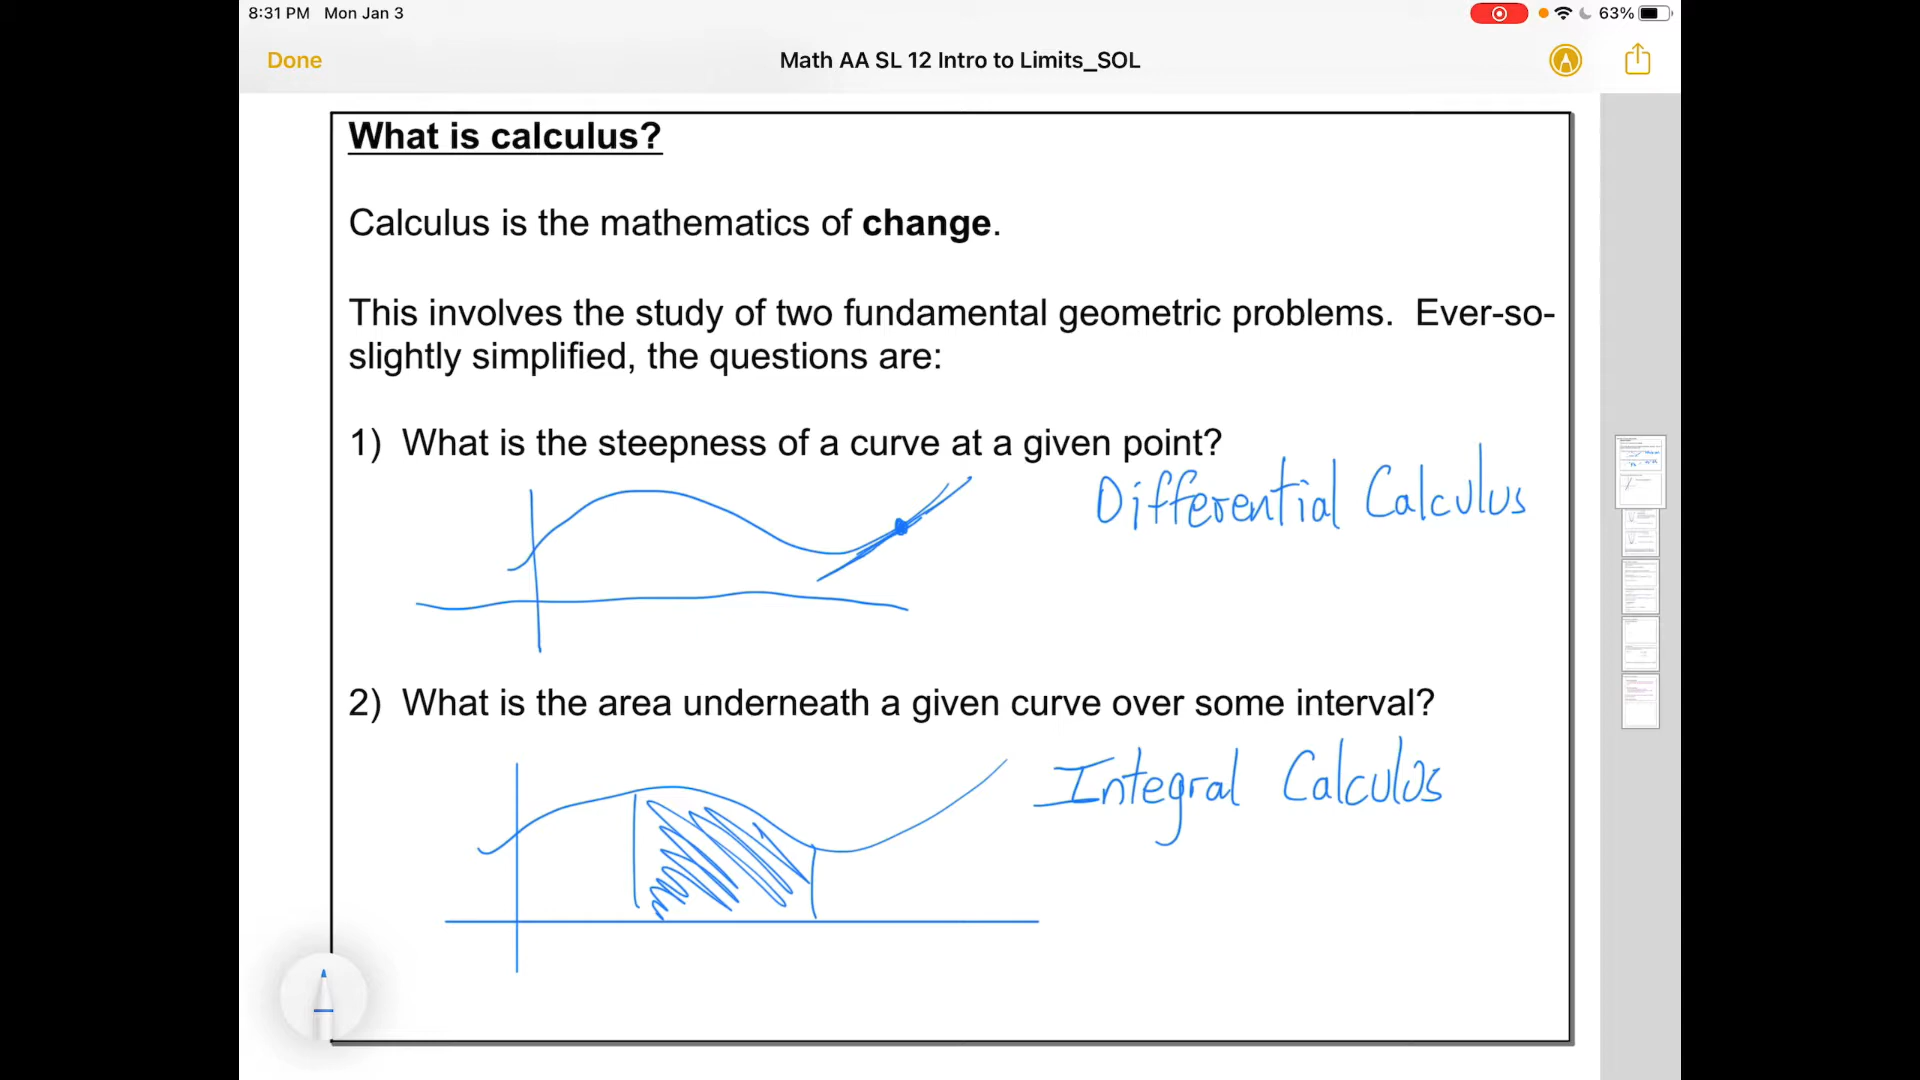 8:31 PM Mon Jan 3
63%
Done
Math AA SL 12 Intro to Limits_SOL
What is calculus?
Calculus is the mathematics of change.
This involves the study of two fundamental geometric problems. Ever-so-
slightly simplified, the questions are:
1) What is the steepness of a curve at a given point?
Differential Calculus
2) What is the area underneath a given curve over some interval?
Integral Calculus